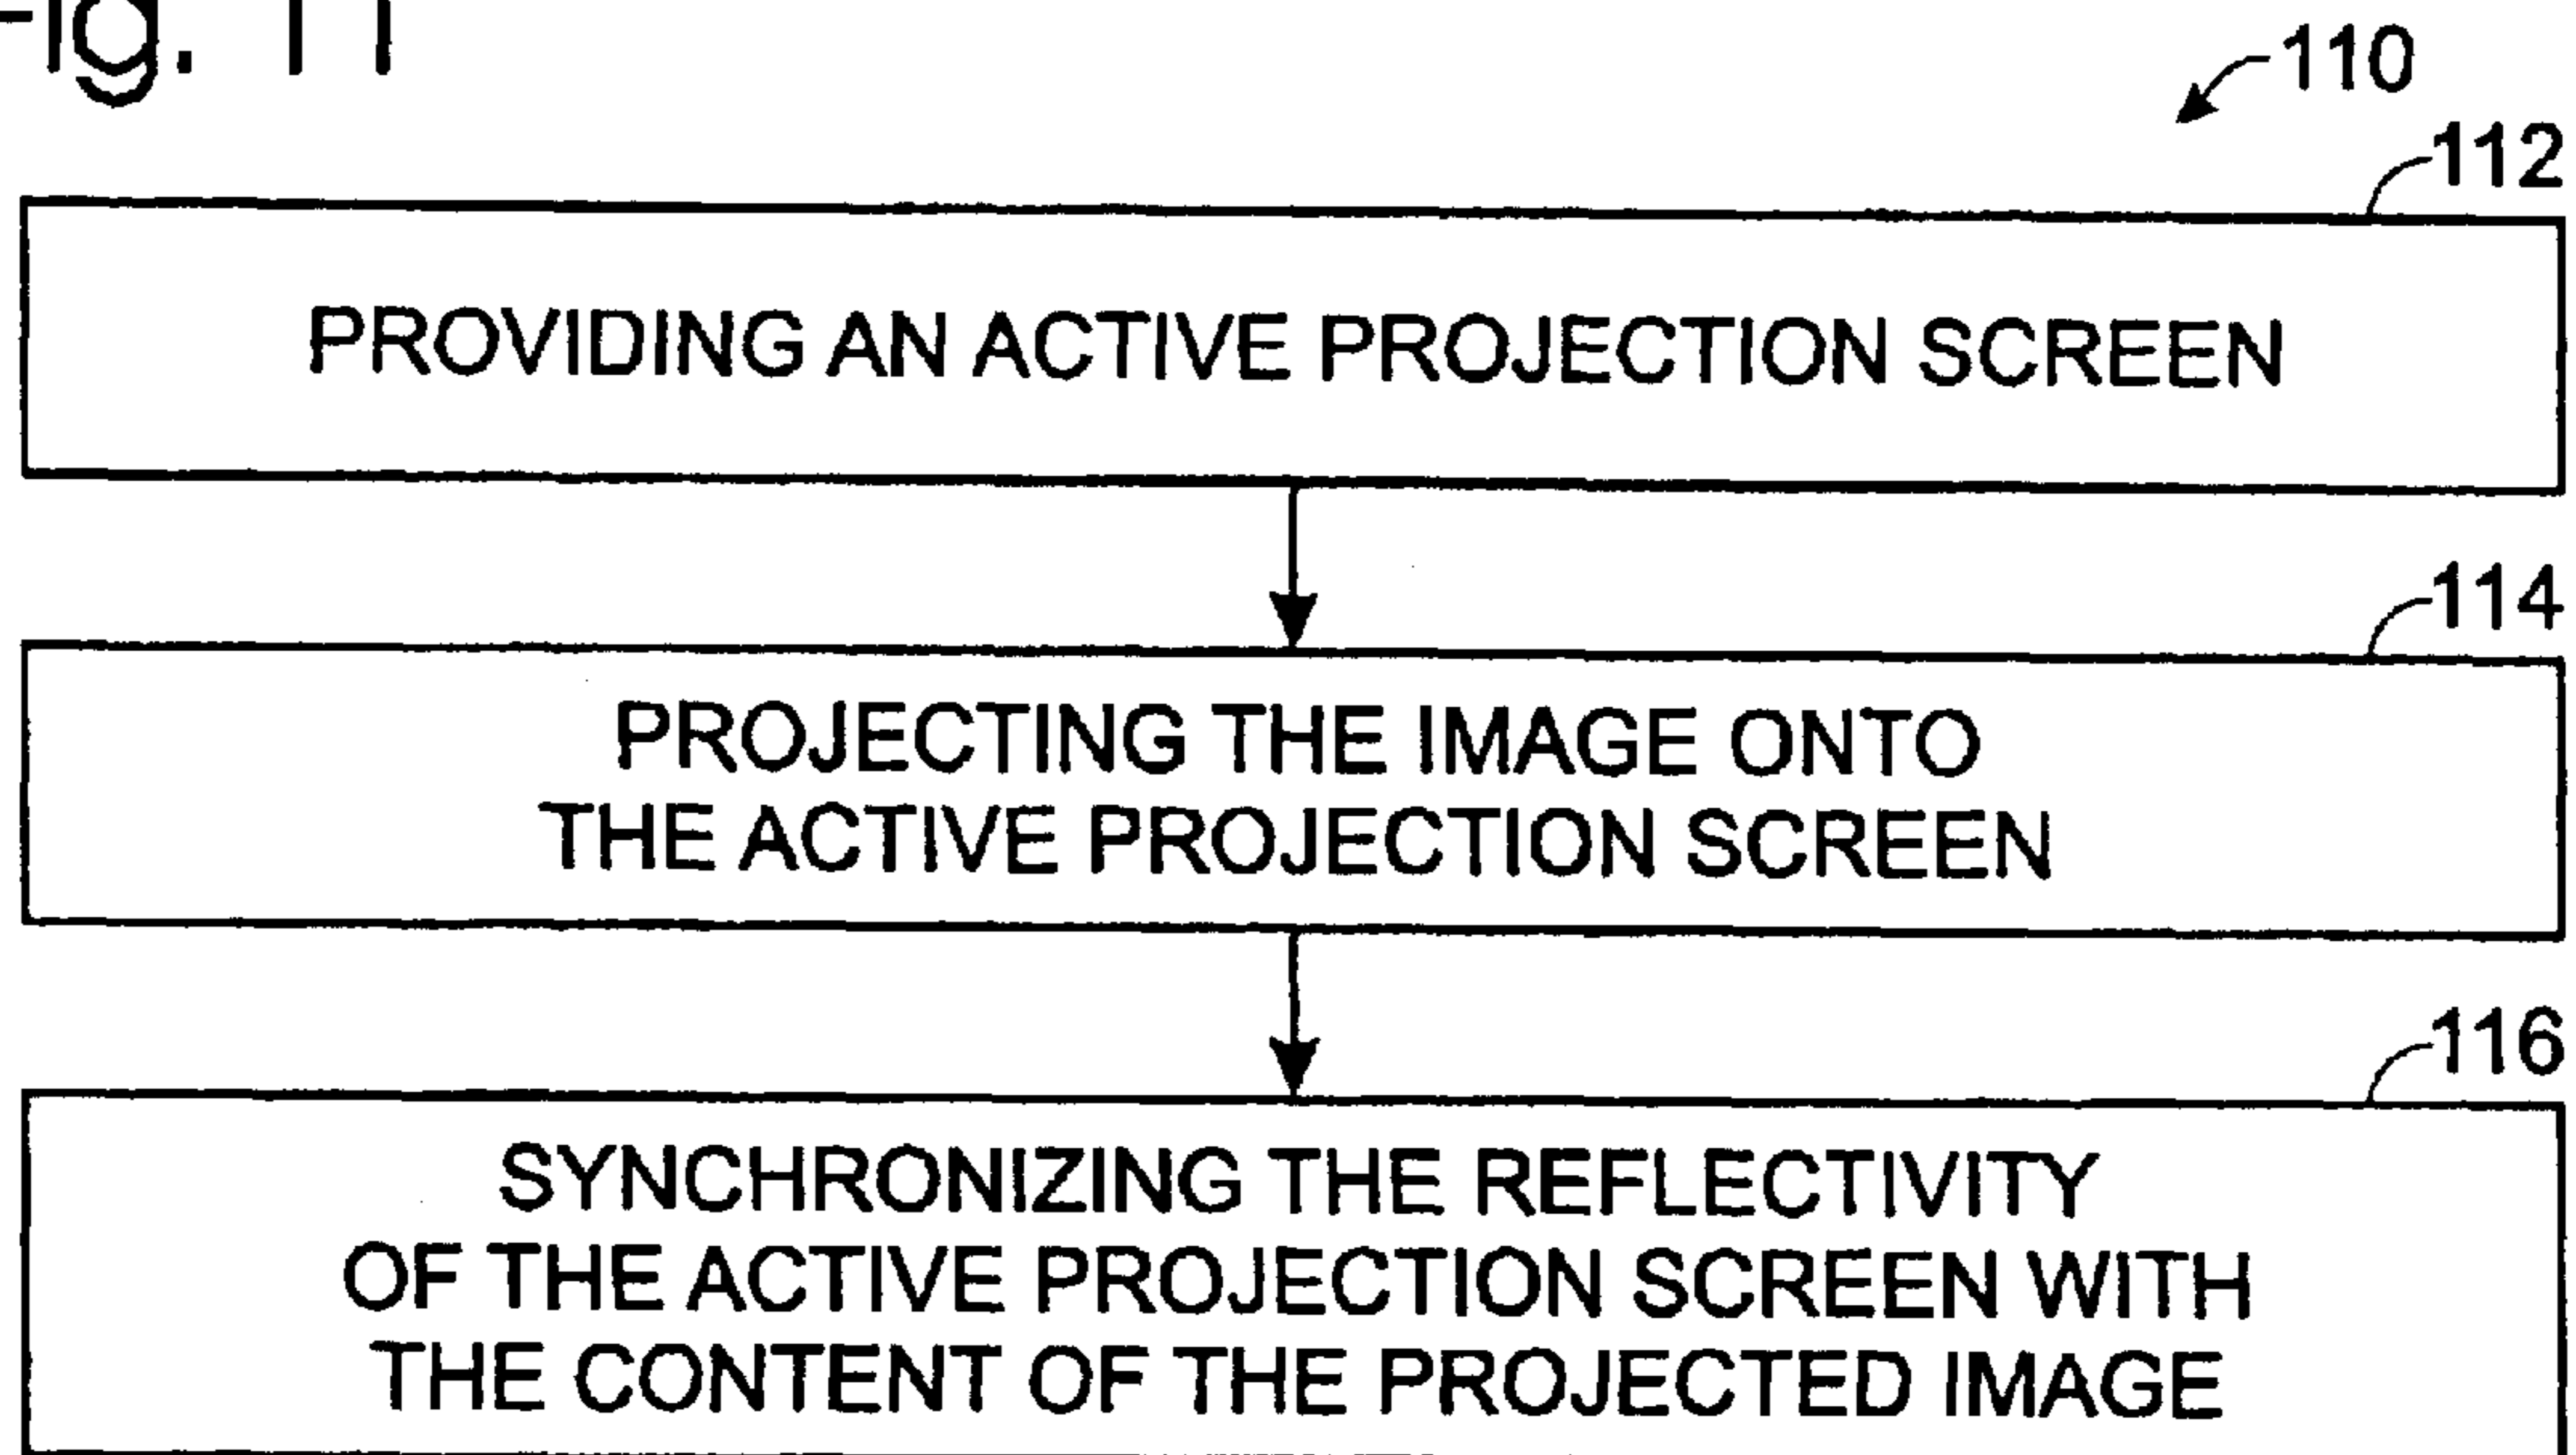 Fig. 11
110
112
PROVIDING AN ACTIVE PROJECTION SCREEN
114
PROJECTING THE IMAGE ONTO
THE ACTIVE PROJECTION SCREEN
116
SYNCHRONIZING THE REFLECTIVITY
OF THE ACTIVE PROJECTION SCREEN WITH
THE CONTENT OF THE PROJECTED IMAGE